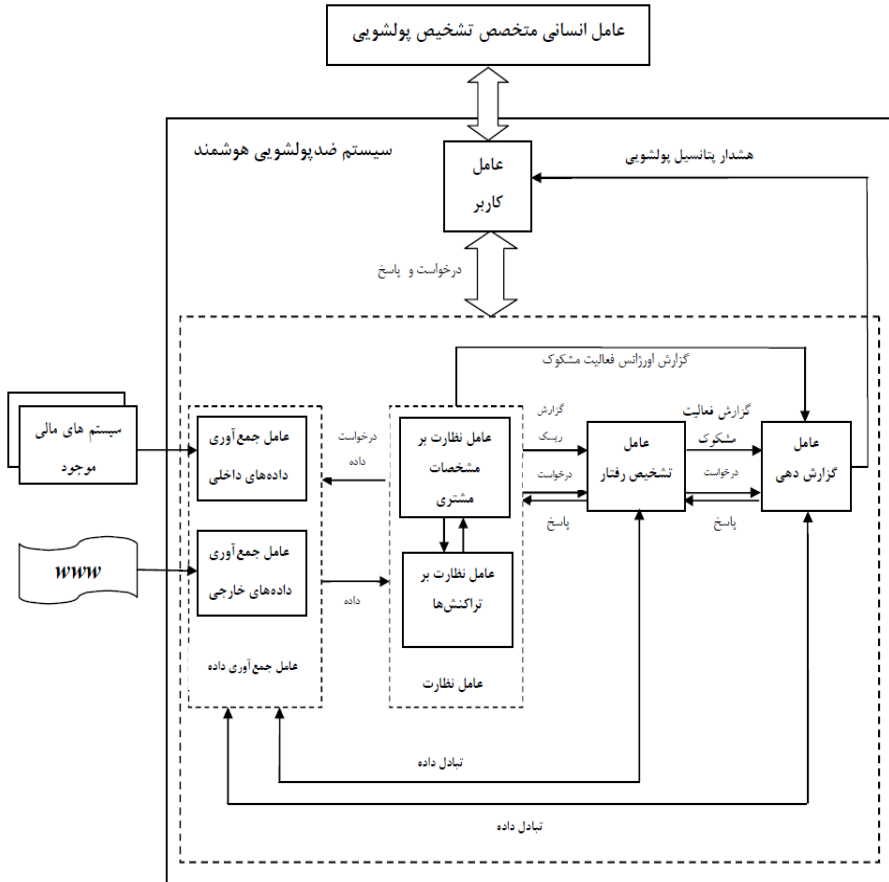 عامل انسانی متخصص تشخیص پولشویی
سیستم ضدپولشویی هوشمند
عامل
کاربر
هشدار پتانسیل پولشویی
درخواست و پاسخ
گزارش اورژانس فعالیت مشکوک
سیستم های مالی
موجود
عامل جمع‌آوری
داده‌های داخلی
درخواست
داده
عامل نظارت بر
مشخصات
مشتری
گزارش
ریسک
درخواست
پاسخ
عامل
تشخیص رفتار
گزارش فعالیت
مشکوک
درخواست
پاسخ
عامل
گزارش دهی
www
عامل جمع‌آوری
داده‌های خارجی
داده
عامل نظارت بر
تراکنش‌ها
عامل جمع‌آوری داده
عامل نظارت
تبادل داده
تبادل داده